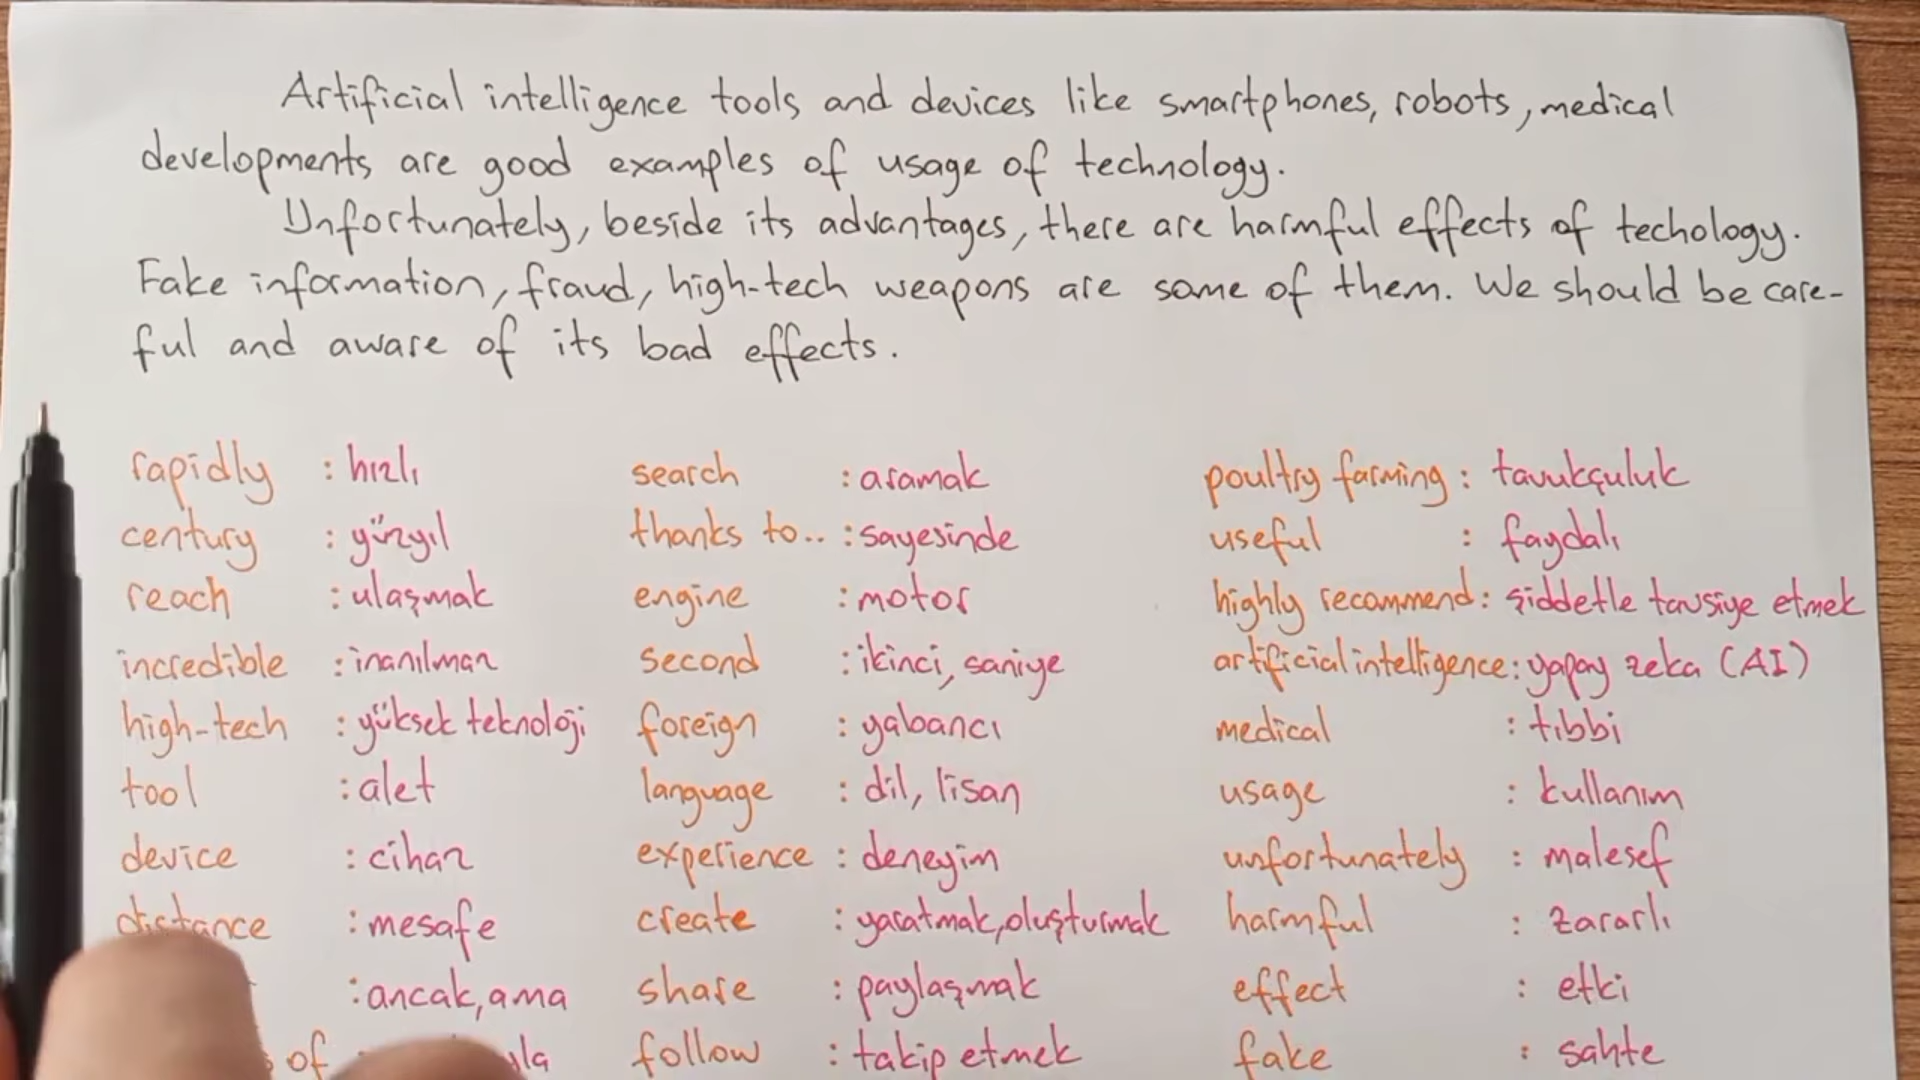 Artificial intelligence tools and devices like smartphones, robots, medical
developments are good examples of usage of technology.
Unfortunately, beside its advantages, there are harmful effects of techology.
Fake information, fraud, high-tech weapons are some of them. We should be care-
ful and aware of its bad effects.
rapidly : hızlı
century : yüzyıl
reach : ulaşmak
incredible : inanılmaz
high-tech : yüksek teknoloji
tool : alet
device : cihaz
distance : mesafe
: ancak, ama
of
search : aramak
thanks to.. : sayesinde
engine : motor
second : ikinci, saniye
foreign : yabancı
language : dil, lisan
experience : deneyim
create : yaratmak, oluşturmak
share : paylaşmak
follow : takip etmek
poultry farming : tavukçuluk
useful : faydalı
highly recommend : şiddetle tavsiye etmek
artificial intelligence : yapay zeka (AI)
medical : tıbbi
usage : kullanım
unfortunately : malesef
harmful : zararlı
effect : etki
fake : sahte